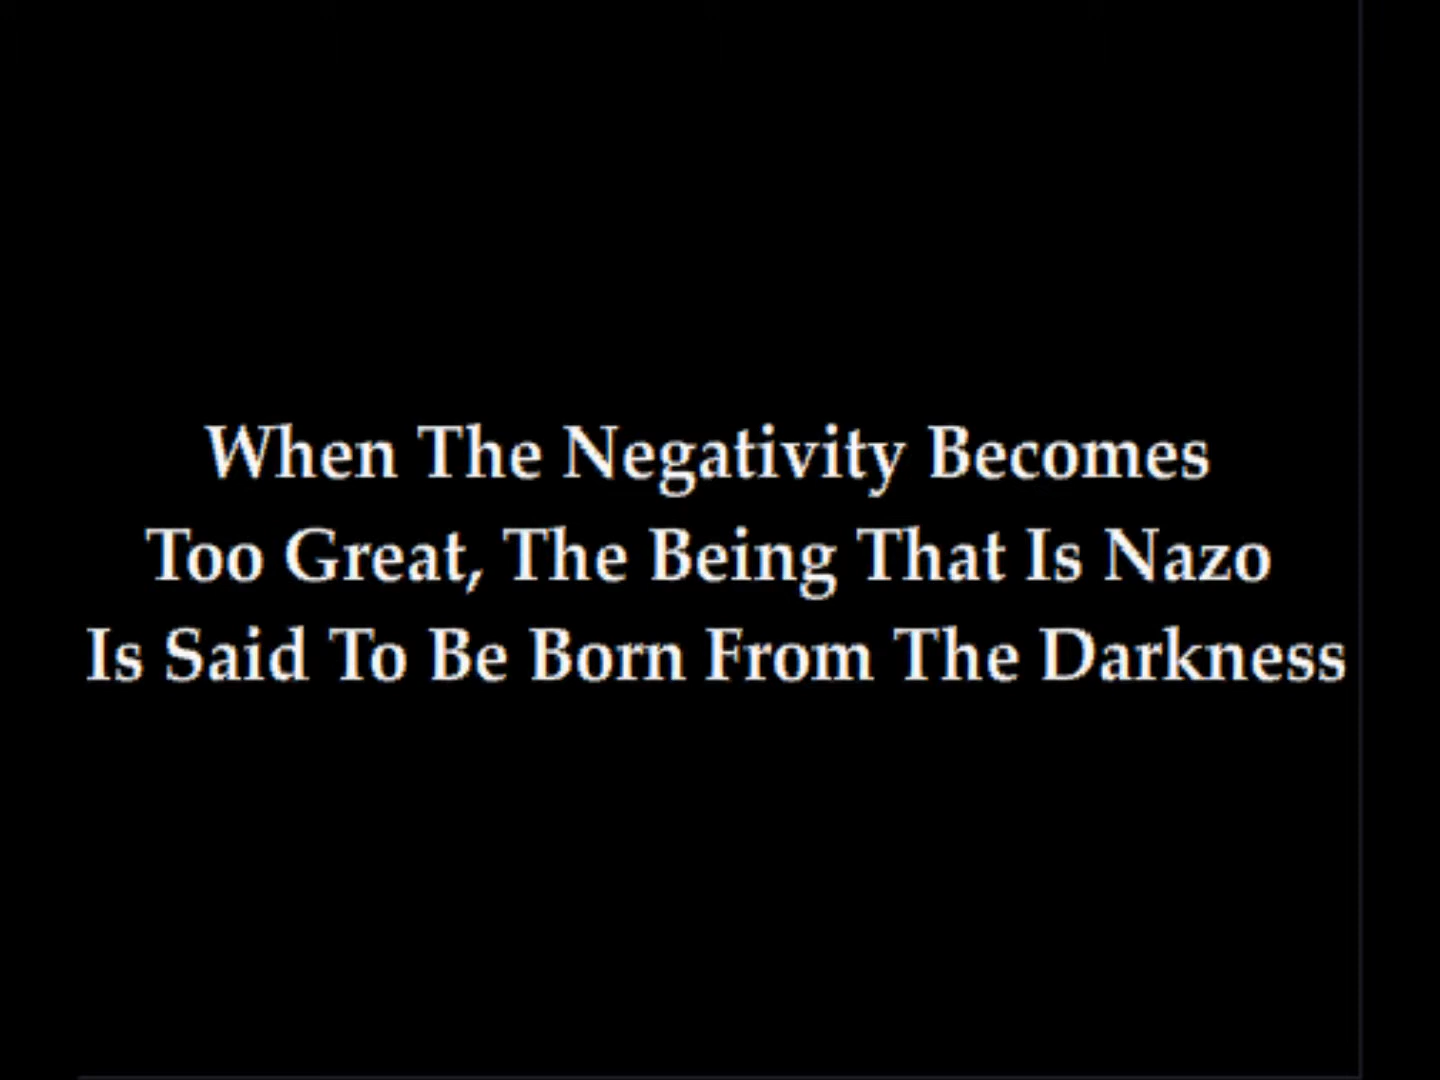 When The Negativity Becomes
Too Great, The Being That Is Nazo
Is Said To Be Born From The Darkness